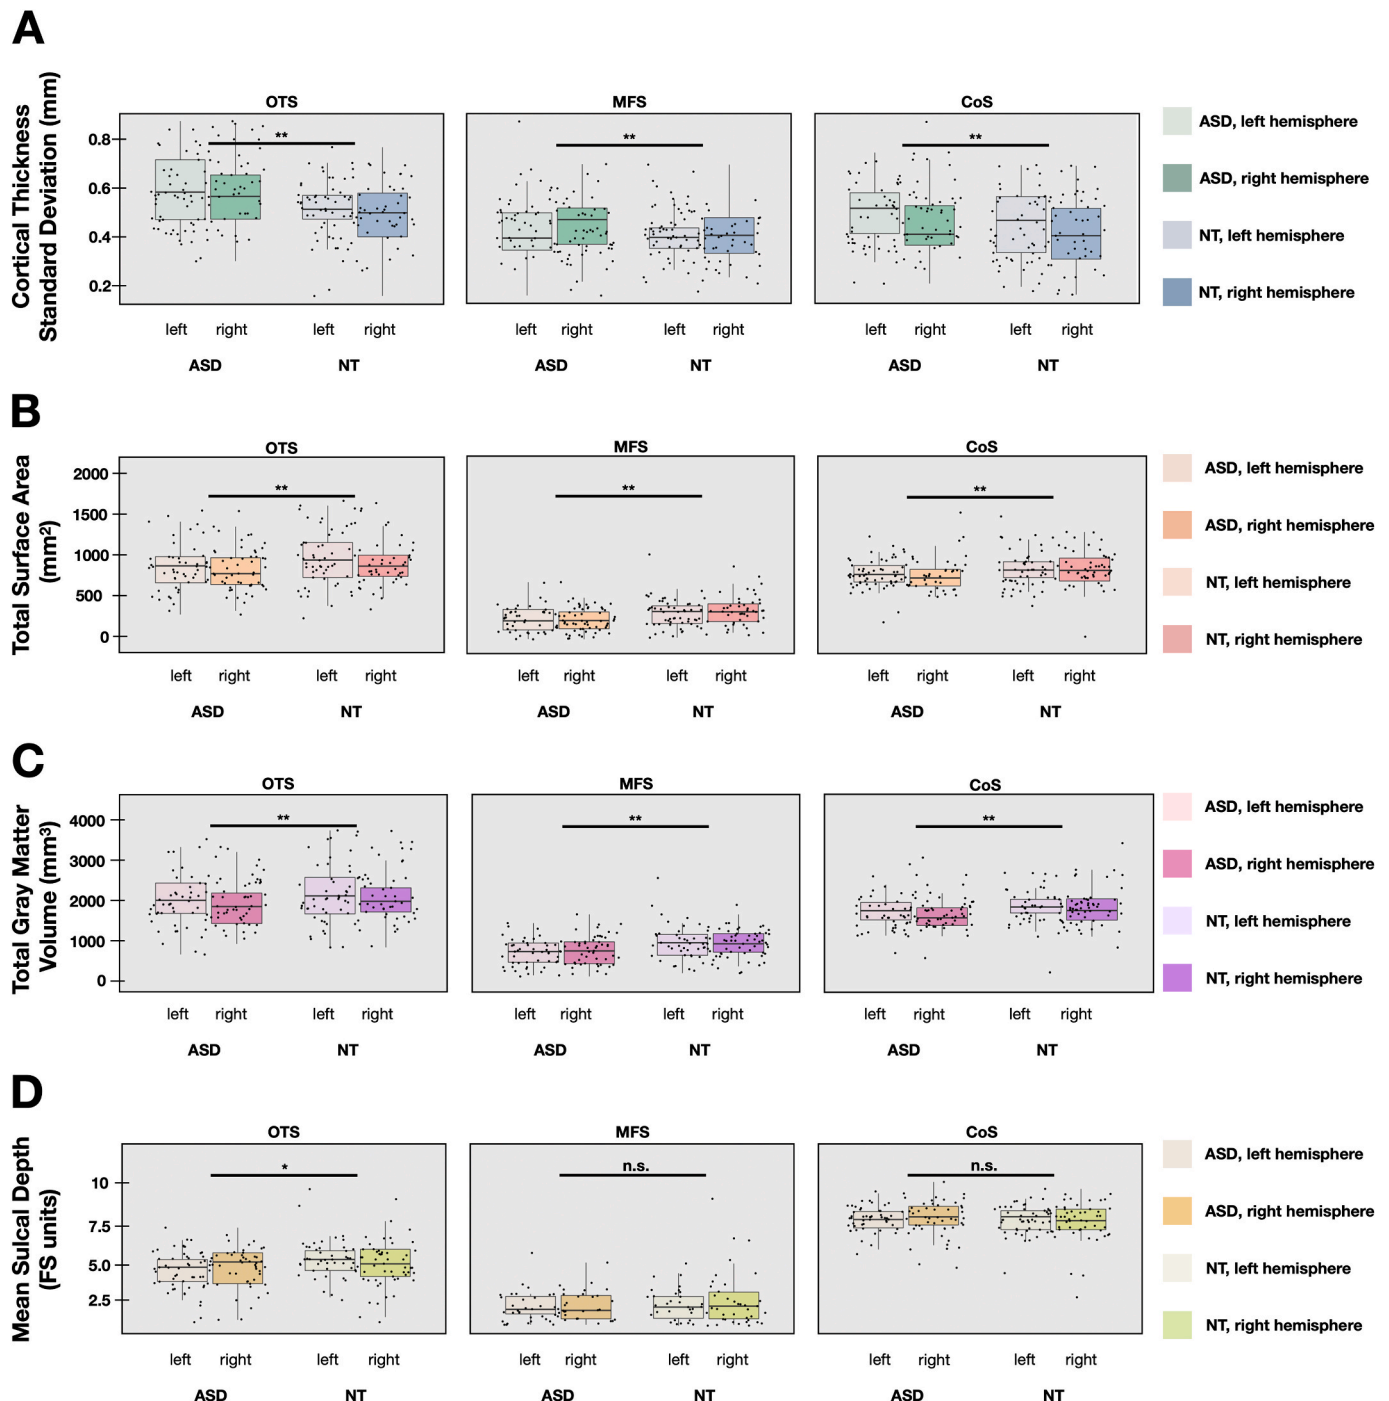 A
Cortical Thickness
Standard Deviation (mm)
OTS
MFS
CoS
0.8
0.6
0.4
0.2
**
**
**
left right left right
left right left right
left right left right
ASD NT
ASD NT
ASD NT
ASD, left hemisphere
ASD, right hemisphere
NT, left hemisphere
NT, right hemisphere
B
Total Surface Area
(mm²)
OTS
MFS
CoS
2000
1500
1000
500
0
**
**
**
left right left right
left right left right
left right left right
ASD NT
ASD NT
ASD NT
ASD, left hemisphere
ASD, right hemisphere
NT, left hemisphere
NT, right hemisphere
C
Total Gray Matter
Volume (mm³)
OTS
MFS
CoS
4000
3000
2000
1000
0
**
**
**
left right left right
left right left right
left right left right
ASD NT
ASD NT
ASD NT
ASD, left hemisphere
ASD, right hemisphere
NT, left hemisphere
NT, right hemisphere
D
Mean Sulcal Depth
(FS units)
OTS
MFS
CoS
10
7.5
5.0
2.5
*
n.s.
n.s.
left right left right
left right left right
left right left right
ASD NT
ASD NT
ASD NT
ASD, left hemisphere
ASD, right hemisphere
NT, left hemisphere
NT, right hemisphere